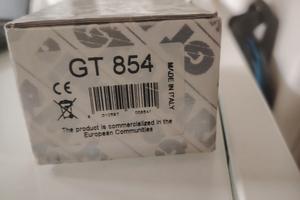 GT 854
CE
MADE IN ITALY
The product is commercialized in the
European Communities